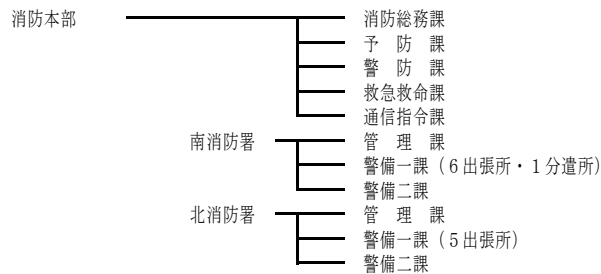 消防本部 消防総務課
予 防 課
警 防 課
救急救命課
通信指令課
南消防署 管 理 課
警備一課（6出張所・1分遣所）
警備二課
北消防署 管 理 課
警備一課（5出張所）
警備二課